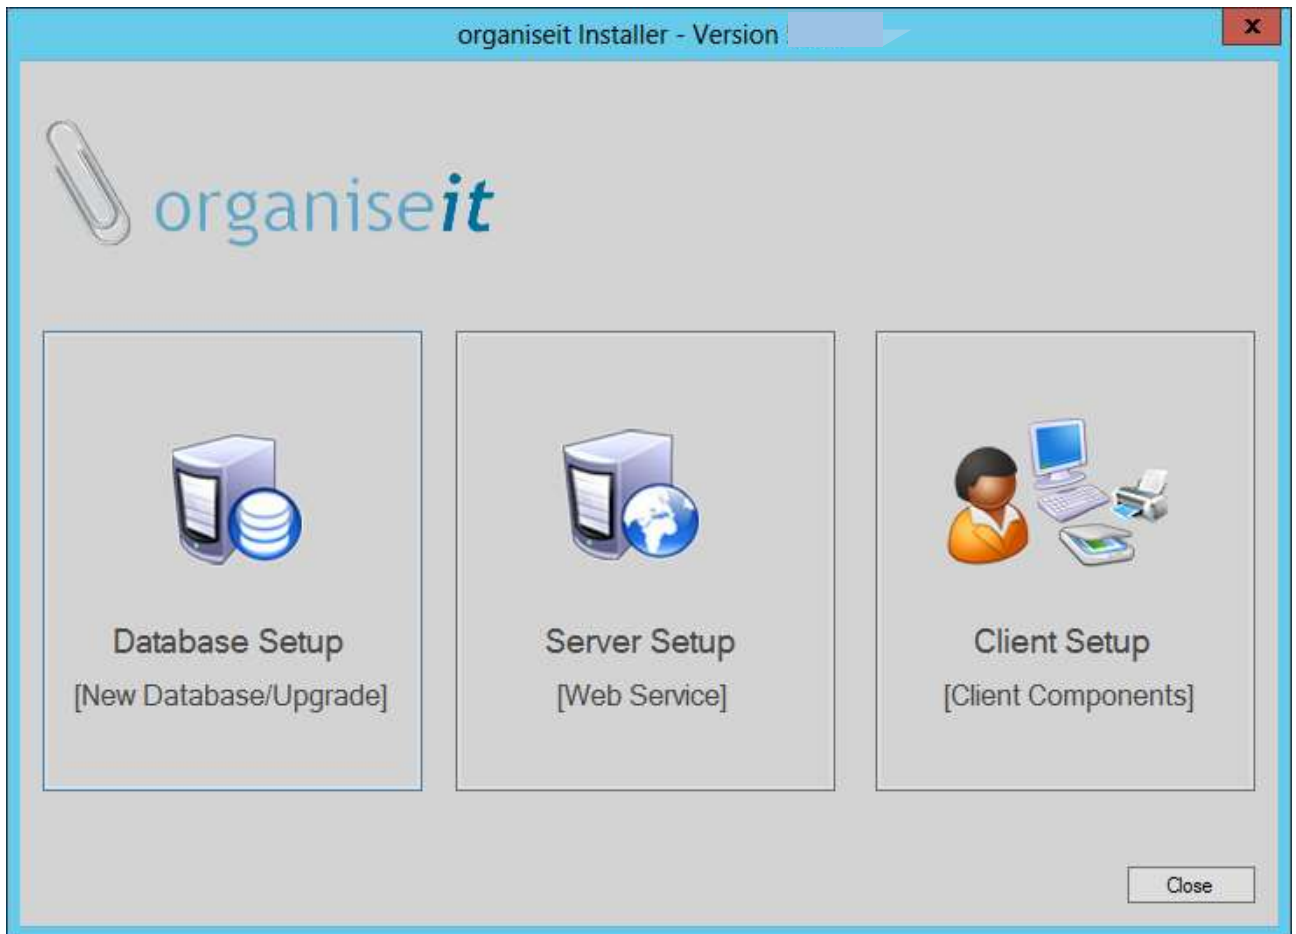 organiseit Installer - Version
x
organiseit
Database Setup
[New Database/Upgrade]
Server Setup
[Web Service]
Client Setup
[Client Components]
Close